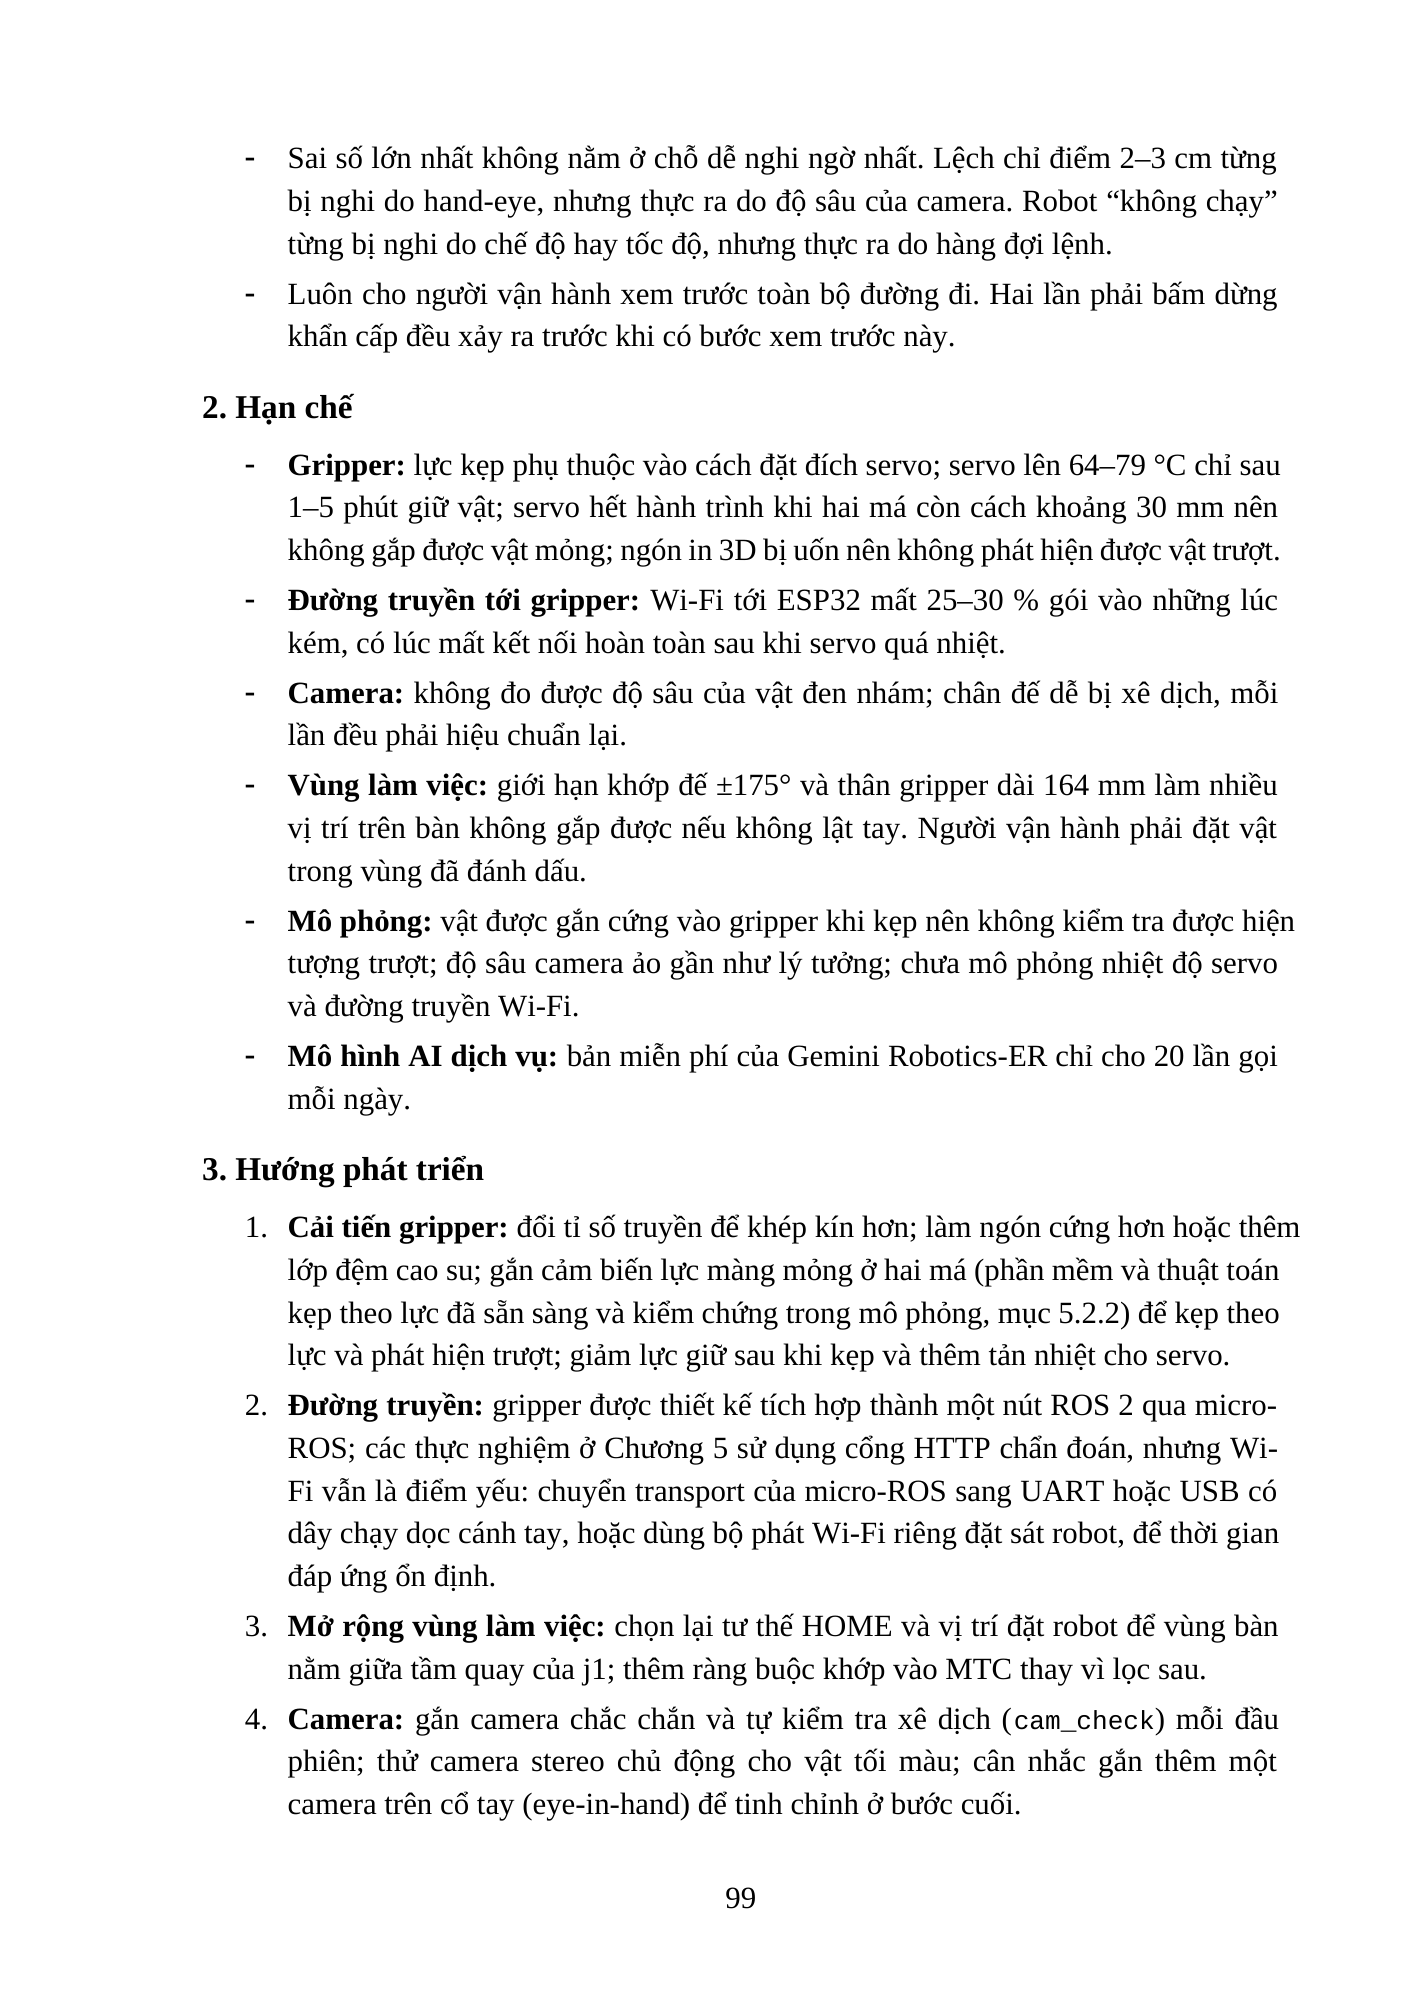 - Sai số lớn nhất không nằm ở chỗ dễ nghi ngờ nhất. Lệch chỉ điểm 2–3 cm từng
bị nghi do hand-eye, nhưng thực ra do độ sâu của camera. Robot “không chạy”
từng bị nghi do chế độ hay tốc độ, nhưng thực ra do hàng đợi lệnh.
- Luôn cho người vận hành xem trước toàn bộ đường đi. Hai lần phải bấm dừng
khẩn cấp đều xảy ra trước khi có bước xem trước này.
2. Hạn chế
- Gripper: lực kẹp phụ thuộc vào cách đặt đích servo; servo lên 64–79 °C chỉ sau
1–5 phút giữ vật; servo hết hành trình khi hai má còn cách khoảng 30 mm nên
không gắp được vật mỏng; ngón in 3D bị uốn nên không phát hiện được vật trượt.
- Đường truyền tới gripper: Wi-Fi tới ESP32 mất 25–30 % gói vào những lúc
kém, có lúc mất kết nối hoàn toàn sau khi servo quá nhiệt.
- Camera: không đo được độ sâu của vật đen nhám; chân đế dễ bị xê dịch, mỗi
lần đều phải hiệu chuẩn lại.
- Vùng làm việc: giới hạn khớp đế ±175° và thân gripper dài 164 mm làm nhiều
vị trí trên bàn không gắp được nếu không lật tay. Người vận hành phải đặt vật
trong vùng đã đánh dấu.
- Mô phỏng: vật được gắn cứng vào gripper khi kẹp nên không kiểm tra được hiện
tượng trượt; độ sâu camera ảo gần như lý tưởng; chưa mô phỏng nhiệt độ servo
và đường truyền Wi-Fi.
- Mô hình AI dịch vụ: bản miễn phí của Gemini Robotics-ER chỉ cho 20 lần gọi
mỗi ngày.
3. Hướng phát triển
1. Cải tiến gripper: đổi tỉ số truyền để khép kín hơn; làm ngón cứng hơn hoặc thêm
lớp đệm cao su; gắn cảm biến lực màng mỏng ở hai má (phần mềm và thuật toán
kẹp theo lực đã sẵn sàng và kiểm chứng trong mô phỏng, mục 5.2.2) để kẹp theo
lực và phát hiện trượt; giảm lực giữ sau khi kẹp và thêm tản nhiệt cho servo.
2. Đường truyền: gripper được thiết kế tích hợp thành một nút ROS 2 qua micro-
ROS; các thực nghiệm ở Chương 5 sử dụng cổng HTTP chẩn đoán, nhưng Wi-
Fi vẫn là điểm yếu: chuyển transport của micro-ROS sang UART hoặc USB có
dây chạy dọc cánh tay, hoặc dùng bộ phát Wi-Fi riêng đặt sát robot, để thời gian
đáp ứng ổn định.
3. Mở rộng vùng làm việc: chọn lại tư thế HOME và vị trí đặt robot để vùng bàn
nằm giữa tầm quay của j1; thêm ràng buộc khớp vào MTC thay vì lọc sau.
4. Camera: gắn camera chắc chắn và tự kiểm tra xê dịch (cam_check) mỗi đầu
phiên; thử camera stereo chủ động cho vật tối màu; cân nhắc gắn thêm một
camera trên cổ tay (eye-in-hand) để tinh chỉnh ở bước cuối.
99